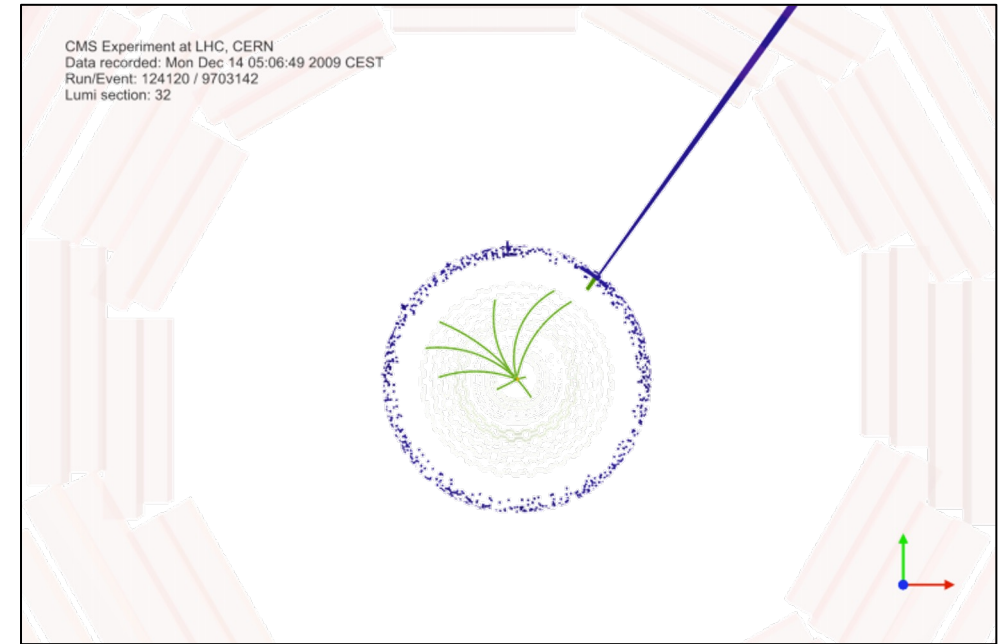 CMS Experiment at LHC, CERN
Data recorded: Mon Dec 14 05:06:49 2009 CEST
Run/Event: 124120 / 9703142
Lumi section: 32